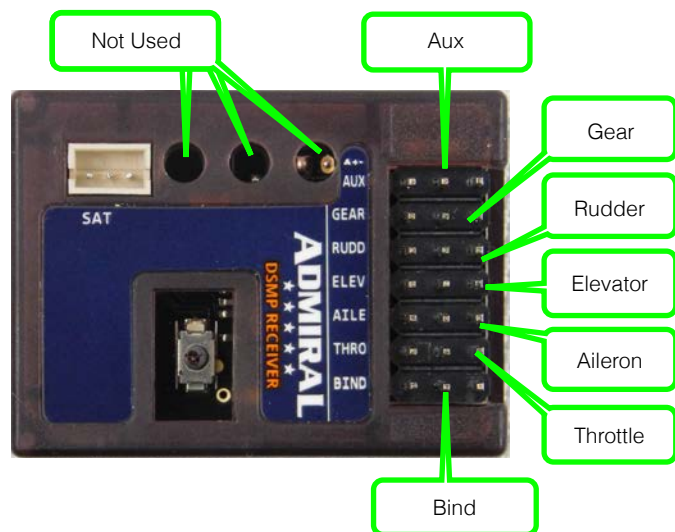 Not Used
Aux
Gear
Rudder
Elevator
Aileron
Throttle
Bind
SAT
AUX
GEAR
RUDD
ELEV
AILE
THRO
BIND
ADMIRAL
DSMP RECEIVER